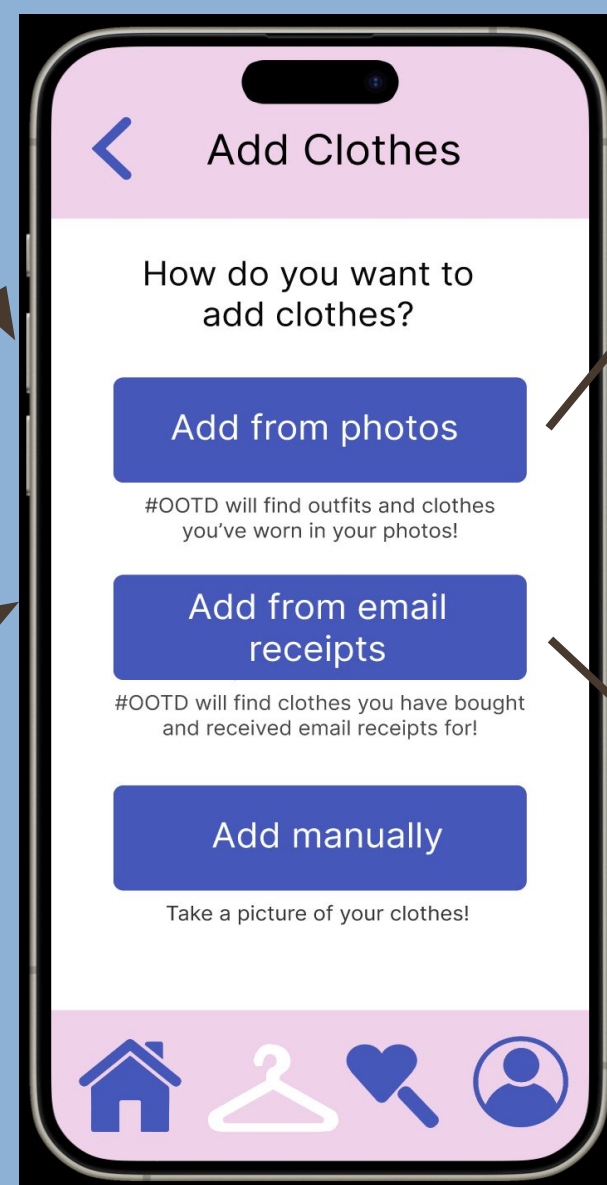 Add Clothes
How do you want to
add clothes?
Add from photos
#OOTD will find outfits and clothes
you’ve worn in your photos!
Add from email
receipts
#OOTD will find clothes you have bought
and received email receipts for!
Add manually
Take a picture of your clothes!